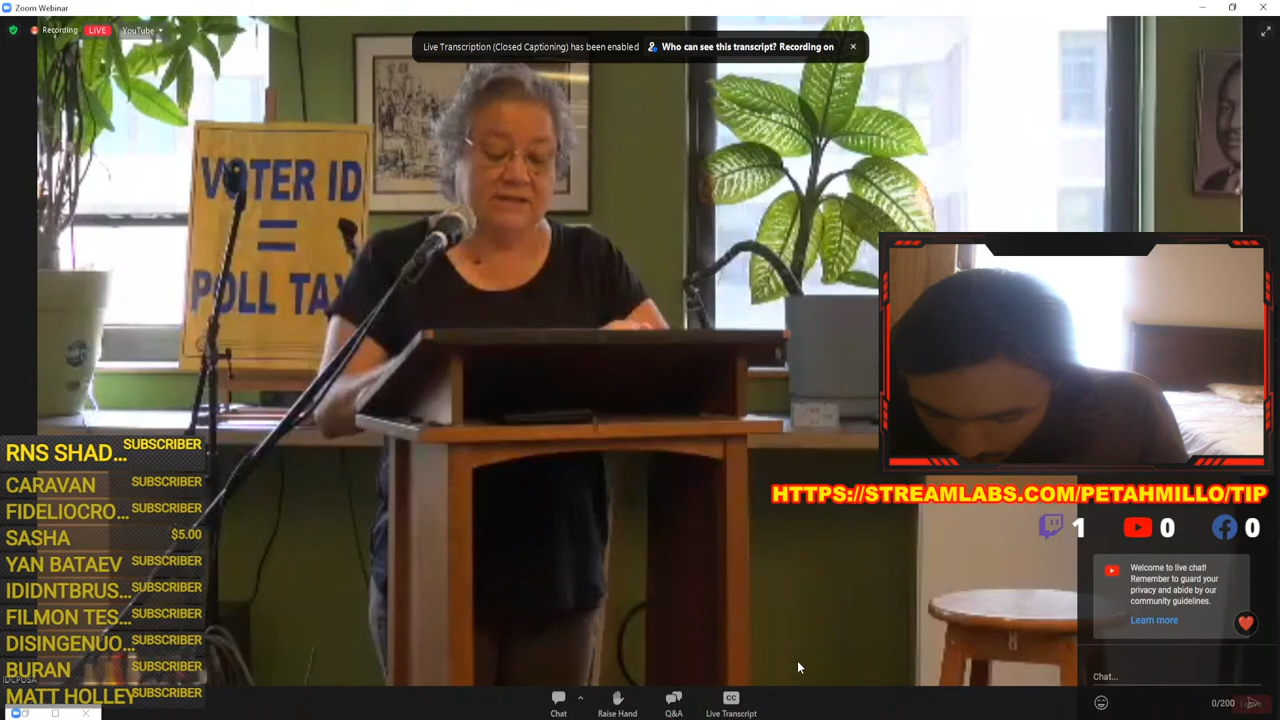 Zoom Webinar
Recording
LIVE
YouTube
Live Transcription (Closed Captioning) has been enabled
Who can see this transcript? Recording on
VOTER ID
=
POLL TAX
RNS SHAD... SUBSCRIBER
CARAVAN SUBSCRIBER
FIDELIOCRO... SUBSCRIBER
SASHA $5.00
YAN BATAEV SUBSCRIBER
IDIDNTBRUS... SUBSCRIBER
FILMON TES... SUBSCRIBER
DISINGENUO... SUBSCRIBER
BURAN SUBSCRIBER
MATT HOLLEY SUBSCRIBER
HTTPS://STREAMLABS.COM/PETAHMILLO/TIP
1 0 0
Welcome to live chat!
Remember to guard your
privacy and abide by our
community guidelines.
Learn more
Chat...
0/200
Chat
Raise Hand
Q&A
CC
Live Transcript